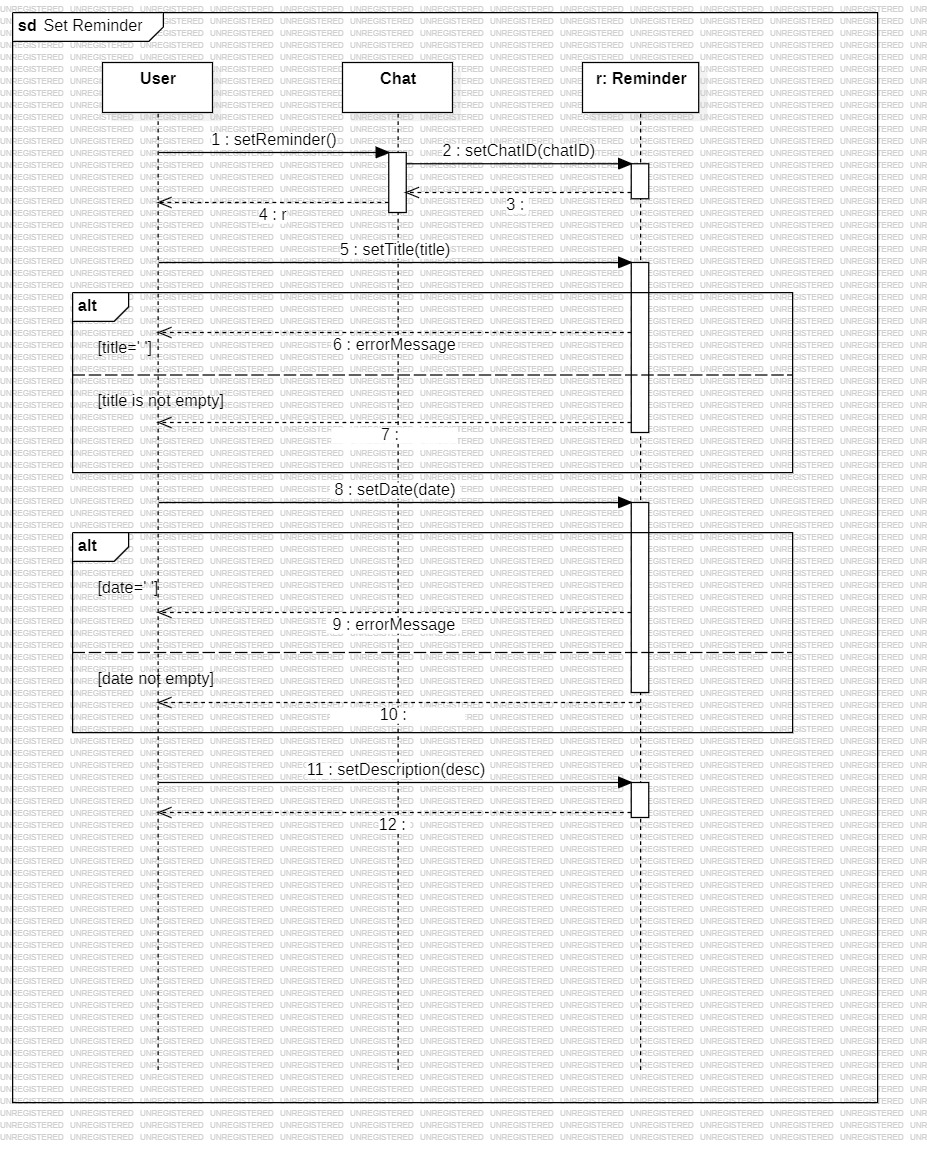 sd Set Reminder
User
Chat
r: Reminder
1 : setReminder()
2 : setChatID(chatID)
3 :
4 : r
5 : setTitle(title)
alt
6 : errorMessage
[title=' ']
[title is not empty]
7 :
8 : setDate(date)
alt
[date=' ']
9 : errorMessage
[date not empty]
10 :
11 : setDescription(desc)
12 :
UNREGISTERED